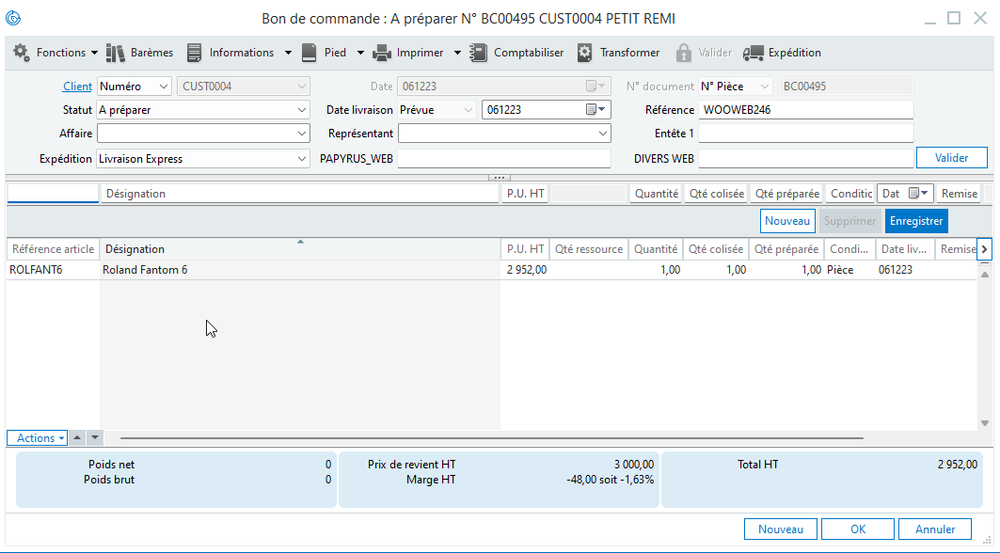 Bon de commande : A préparer N° BC00495 CUST0004 PETIT REMI
Fonctions Barèmes Informations Pied Imprimer Comptabiliser Transformer Valider Expédition
Client Numéro CUST0004 Date 061223 N° document N° Pièce BC00495
Statut A préparer Date livraison Prévue 061223 Référence WOOWEB246
Affaire Représentant Entête 1
Expédition Livraison Express PAPYRUS_WEB DIVERS WEB Valider
Désignation P.U. HT Quantité Qté colisée Qté préparée Conditic Dat Remise
Nouveau Supprimer Enregistrer
Référence article Désignation P.U. HT Qté ressource Quantité Qté colisée Qté préparée Condi... Date liv... Remise
ROLFANT6 Roland Fantom 6 2 952,00 1,00 1,00 1,00 Pièce 061223
Actions
Poids net 0 Prix de revient HT 3 000,00 Total HT 2 952,00
Poids brut 0 Marge HT -48,00 soit -1,63%
Nouveau OK Annuler